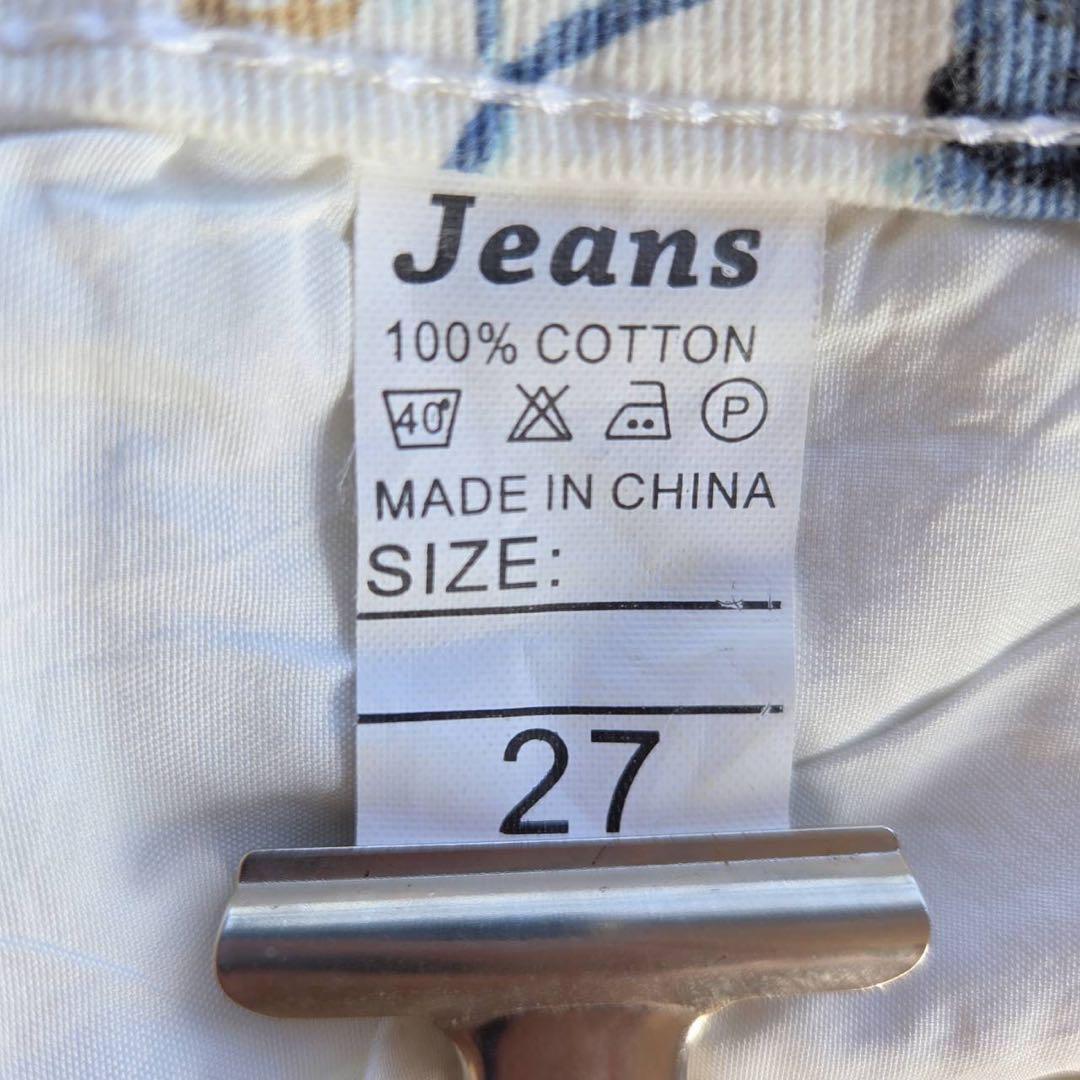 Jeans
100% COTTON
40° P
MADE IN CHINA
SIZE:
27